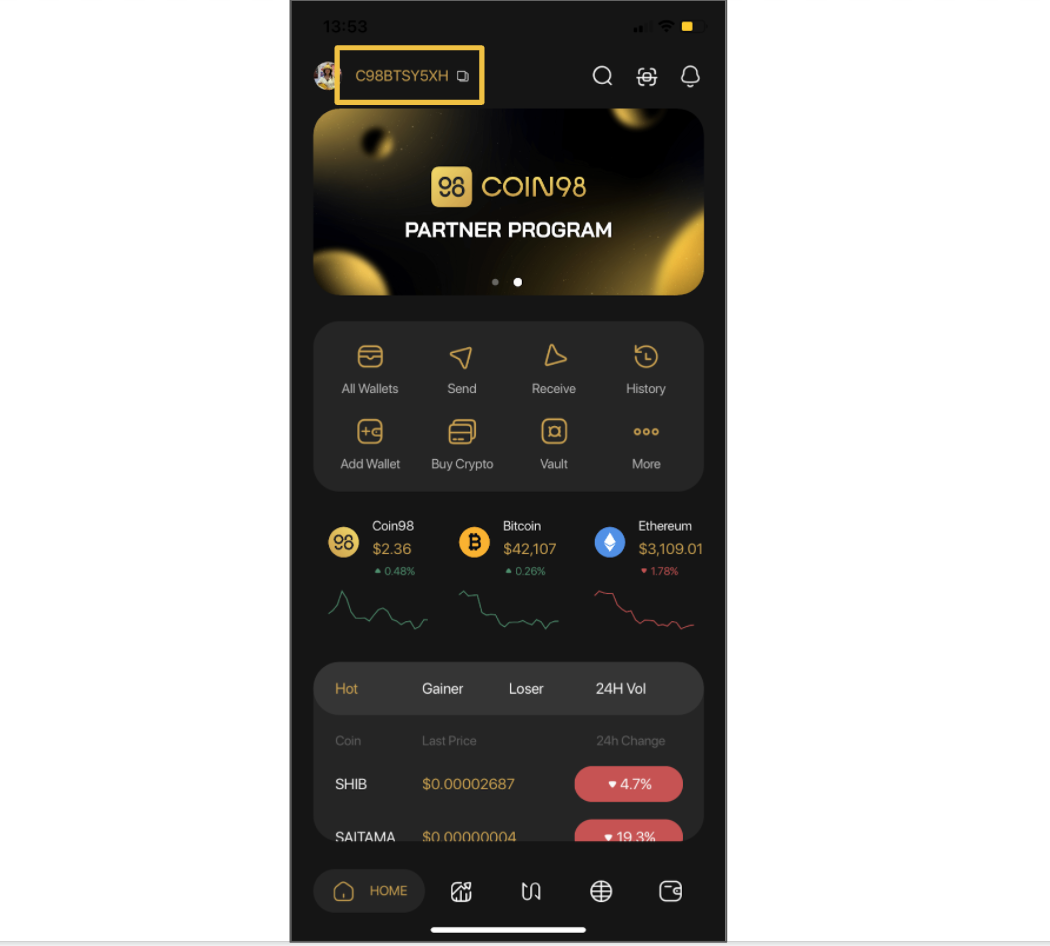 13:53
C98BTSY5XH
98 COIN98
PARTNER PROGRAM
All Wallets Send Receive History
Add Wallet Buy Crypto Vault More
Coin98 Bitcoin Ethereum
98 $2.36 $42,107 $3,109.01
0.48% 0.26% 1.78%
Hot Gainer Loser 24H Vol
Coin Last Price 24h Change
SHIB $0.00002687 4.7%
SAITAMA $0.00000004 19.3%
HOME